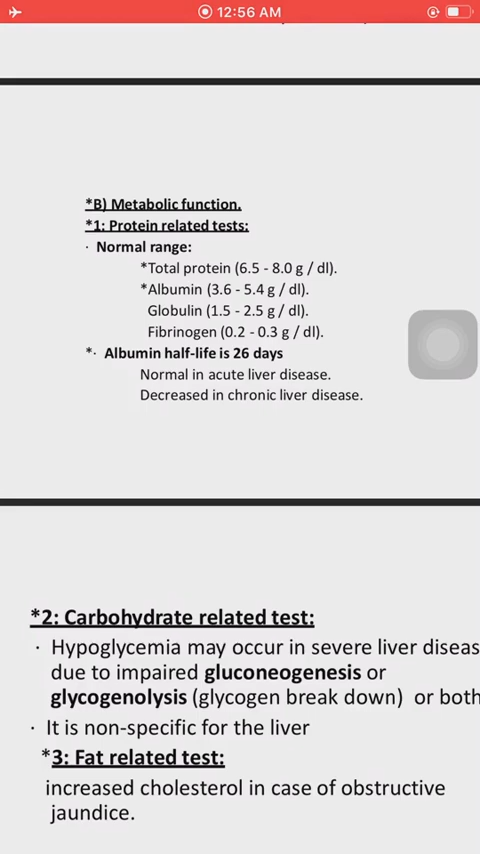 12:56 AM
*B) Metabolic function.
*1: Protein related tests:
· Normal range:
*Total protein (6.5 - 8.0 g / dl).
*Albumin (3.6 - 5.4 g / dl).
Globulin (1.5 - 2.5 g / dl).
Fibrinogen (0.2 - 0.3 g / dl).
*· Albumin half-life is 26 days
Normal in acute liver disease.
Decreased in chronic liver disease.
*2: Carbohydrate related test:
· Hypoglycemia may occur in severe liver diseas
due to impaired gluconeogenesis or
glycogenolysis (glycogen break down) or both
· It is non-specific for the liver
*3: Fat related test:
increased cholesterol in case of obstructive
jaundice.